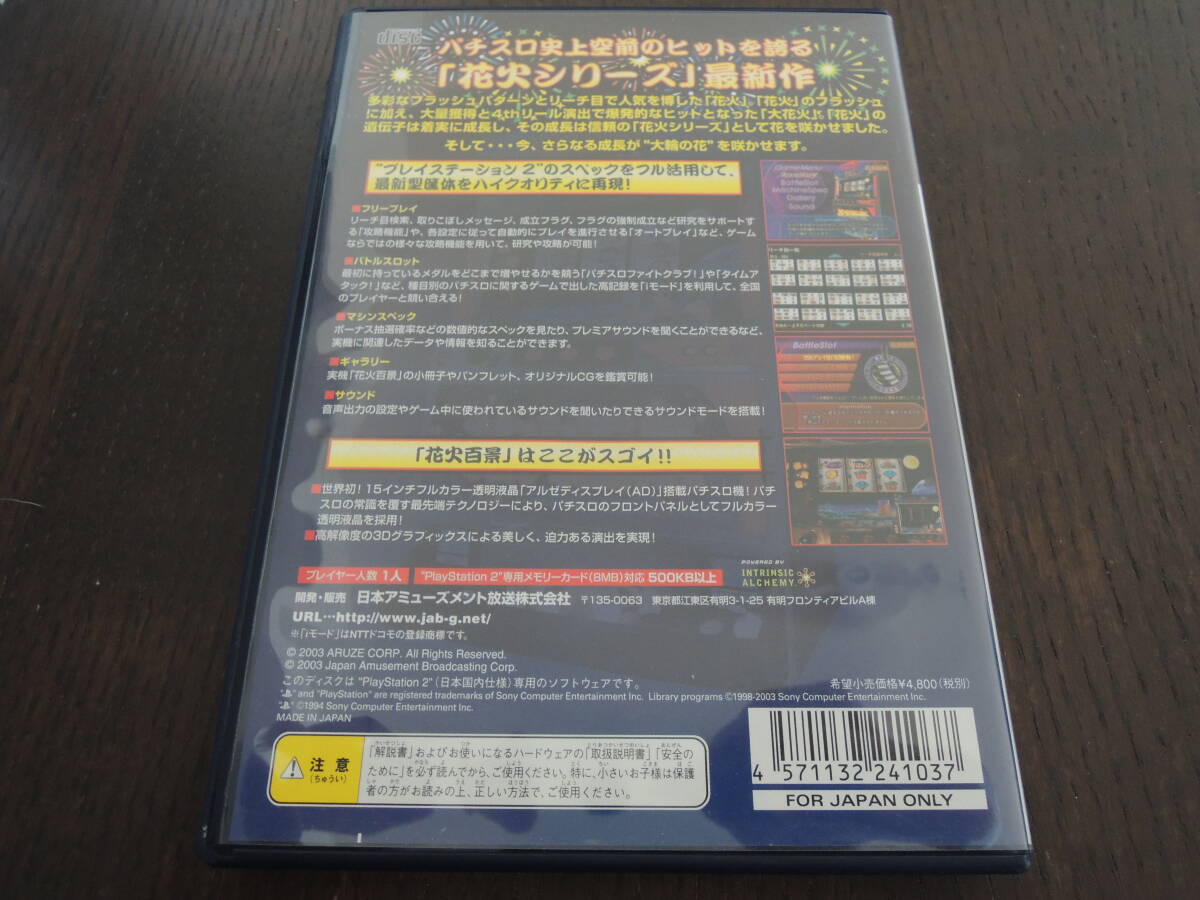 disc
パチスロ史上空前のヒットを誇る
「花火シリーズ」最新作
多彩なフラッシュパターンとリーチ目で人気を博した「花火」。「花火」のフラッシュ
に加え、大量獲得と4thリール演出で爆発的なヒットとなった「大花火」。「花火」の
遺伝子は着実に成長し、その成長は信頼の「花火シリーズ」として花を咲かせました。
そして・・・今、さらなる成長が"大輪の花"を咲かせます。
"プレイステーション 2"のスペックをフル活用して、
最新型筐体をハイクオリティに再現!
■フリープレイ
リーチ目検索、取りこぼしメッセージ、成立フラグ、フラグの強制成立など研究をサポートす
る「攻略機能」や、各設定に従って自動的にプレイを進行させる「オートプレイ」など、ゲーム
ならではの様々な攻略機能を用いて、研究や攻略が可能!
■バトルスロット
最初に持っているメダルをどこまで増やせるかを競う「パチスロファイトクラブ!」や「タイムア
タック!」など、種目別のパチスロに関するゲームで出した高記録を「iモード」を利用して、全国
のプレイヤーと競い合える!
■マシンスペック
ボーナス抽選確率などの数値的なスペックを見たり、プレミアサウンドを聞くことができるなど、
実機に関連したデータや情報を知ることができます。
■ギャラリー
実機「花火百景」の小冊子やパンフレット、オリジナルCGを鑑賞可能!
■サウンド
音声出力の設定やゲーム中に使われているサウンドを聞いたりできるサウンドモードを搭載!
Game Menu
BattleSlot
MachineSpec
Gallery
Sound
BattleSlot
「花火百景」はここがスゴイ!!
■世界初!15インチフルカラー透明液晶「アルゼディスプレイ(AD)」搭載パチスロ機!パチ
スロの常識を覆す最先端テクノロジーにより、パチスロのフロントパネルとしてフルカラー
透明液晶を採用!
■高解像度の3Dグラフィックスによる美しく、迫力ある演出を実現!
プレイヤー人数 1人
"PlayStation 2"専用メモリーカード(8MB)対応 500KB以上
POWERED BY
INTRINSIC
ALCHEMY
開発・販売 日本アミューズメント放送株式会社 〒135-0063 東京都江東区有明3-1-25 有明フロンティアビルA棟
URL…http://www.jab-g.net/
※「iモード」はNTTドコモの登録商標です。
© 2003 ARUZE CORP. All Rights Reserved.
© 2003 Japan Amusement Broadcasting Corp.
このディスクは "PlayStation 2"(日本国内仕様)専用のソフトウェアです。
希望小売価格¥4,800(税別)
" " and "PlayStation" are registered trademarks of Sony Computer Entertainment Inc. Library programs ©1998-2003 Sony Computer Entertainment Inc.
" " ©1994 Sony Computer Entertainment Inc.
MADE IN JAPAN
注意
(ちゅうい)
「解説書」およびお使いになるハードウェアの「取扱説明書」「安全の
ために」を必ず読んでから、ご使用ください。特に、小さいお子様は保護
者の方がお読みの上、正しい方法で、ご使用ください。
4 571132 241037
FOR JAPAN ONLY